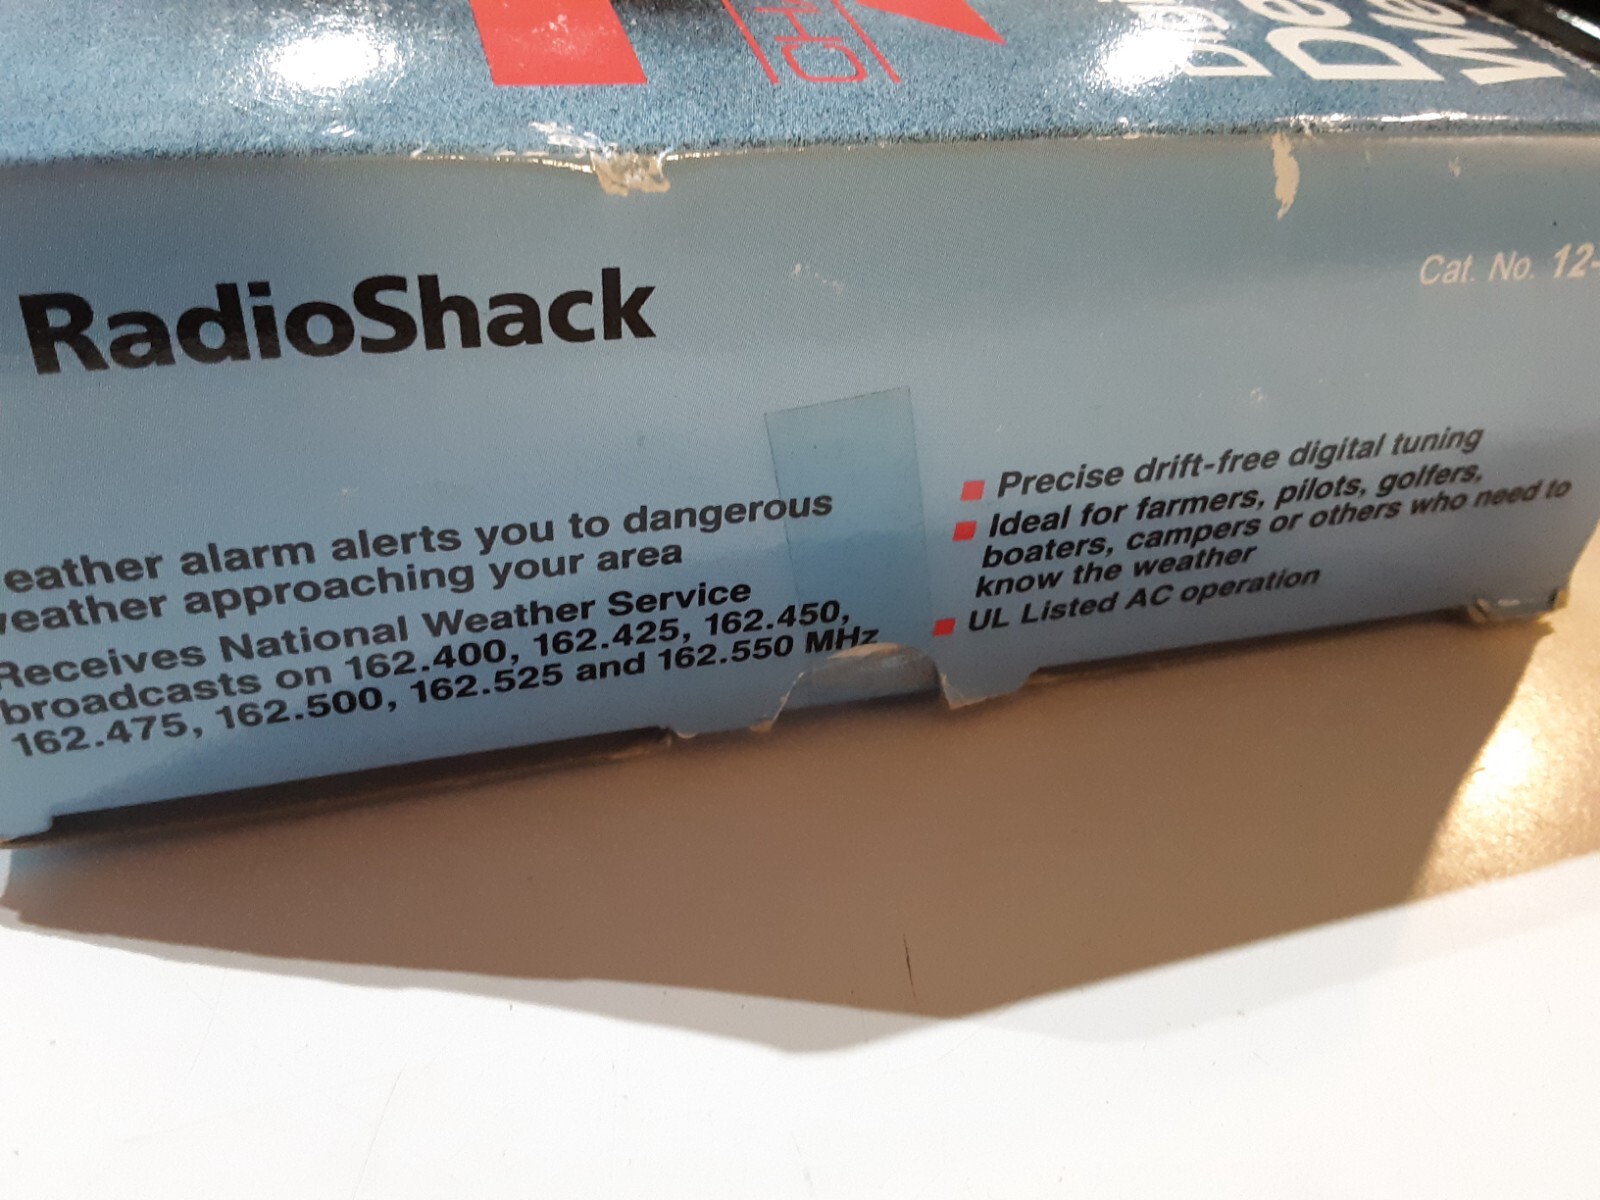 RadioShack
Cat. No. 12-
eather alarm alerts you to dangerous
eather approaching your area
Receives National Weather Service
broadcasts on 162.400, 162.425, 162.450,
162.475, 162.500, 162.525 and 162.550 MHz
Precise drift-free digital tuning
Ideal for farmers, pilots, golfers,
boaters, campers or others who need to
know the weather
UL Listed AC operation